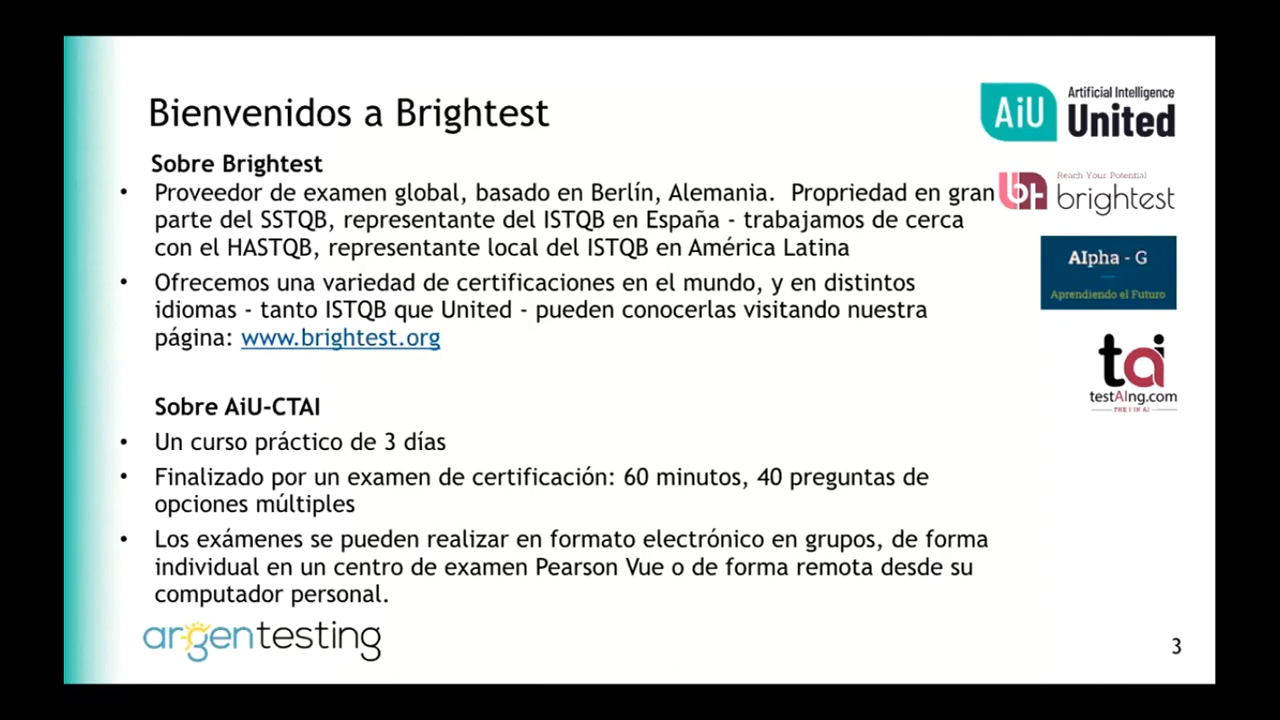 Bienvenidos a Brightest
Sobre Brightest
• Proveedor de examen global, basado en Berlín, Alemania. Propriedad en gran
parte del SSTQB, representante del ISTQB en España - trabajamos de cerca
con el HASTQB, representante local del ISTQB en América Latina
• Ofrecemos una variedad de certificaciones en el mundo, y en distintos
idiomas - tanto ISTQB que United - pueden conocerlas visitando nuestra
página: www.brightest.org
Sobre AiU-CTAI
• Un curso práctico de 3 días
• Finalizado por un examen de certificación: 60 minutos, 40 preguntas de
opciones múltiples
• Los exámenes se pueden realizar en formato electrónico en grupos, de forma
individual en un centro de examen Pearson Vue o de forma remota desde su
computador personal.
AiU
Artificial Intelligence
United
Reach Your Potential
brightest
AIpha - G
Aprendiendo el Futuro
tai
testAIng.com
THE I IN AI
argentesting
3